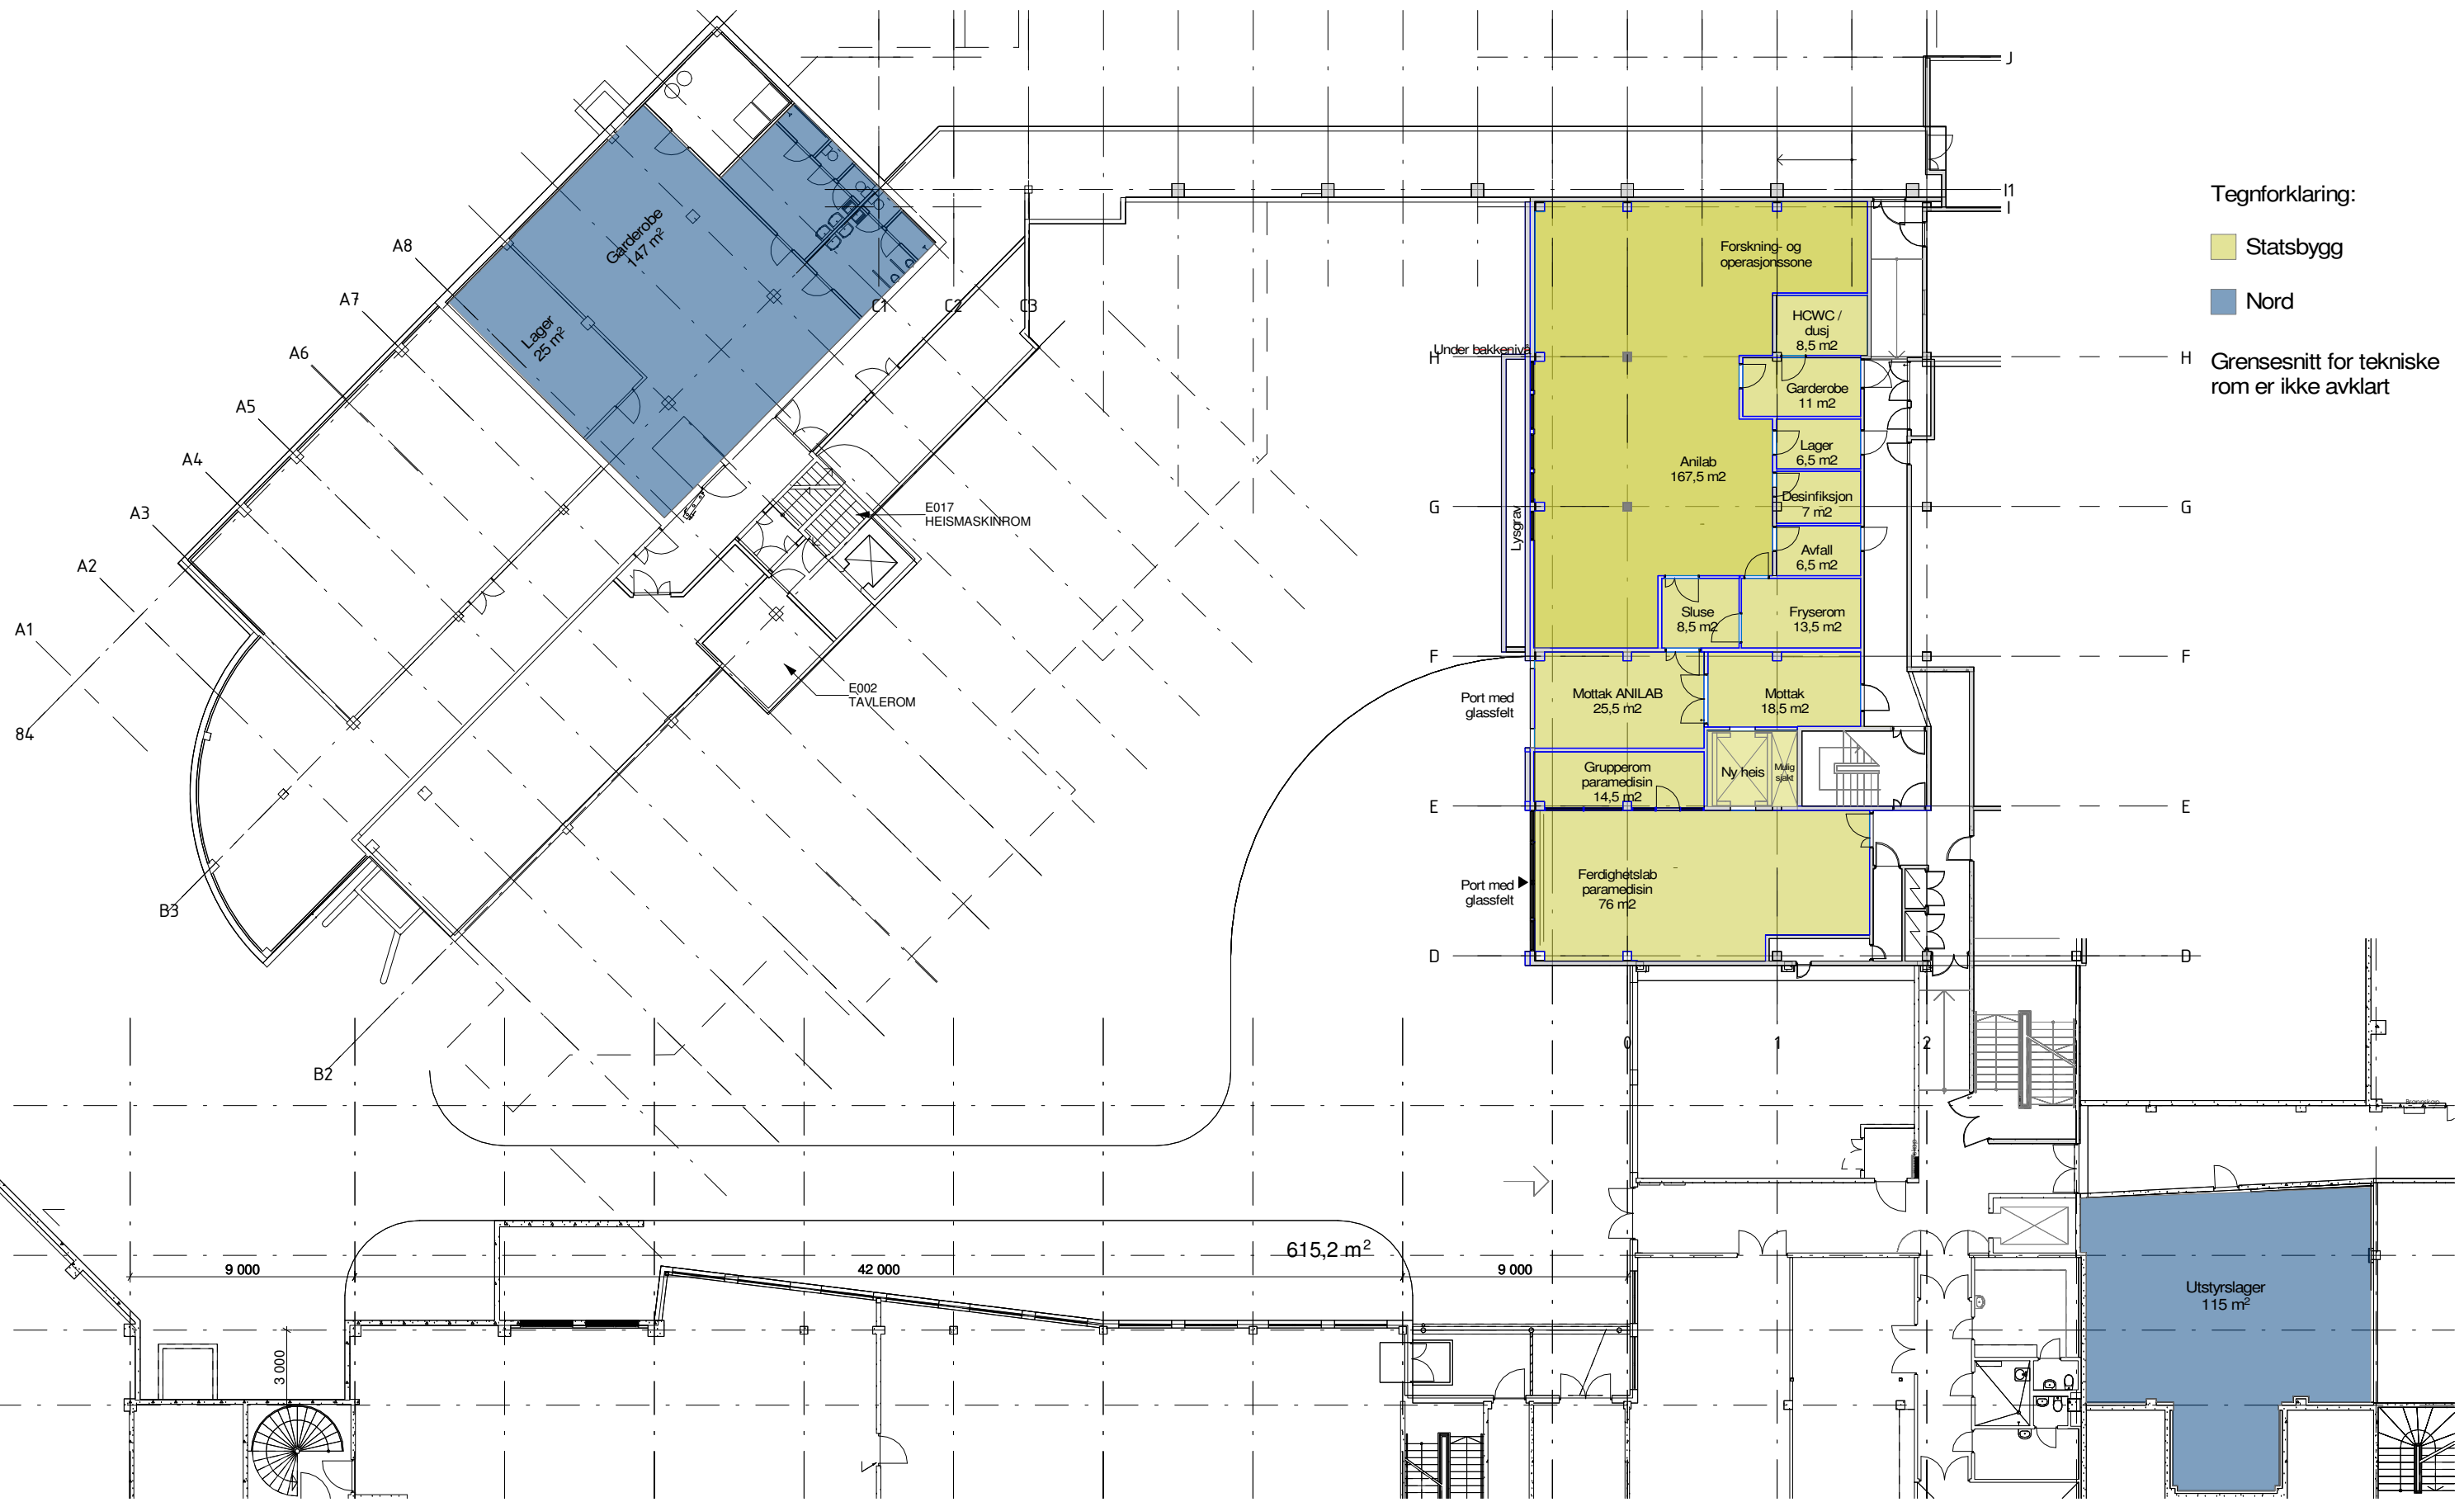 J
I1
I
Tegnforklaring:
Statsbygg
Nord
Grensesnitt for tekniske
rom er ikke avklart
Garderobe
147 m²
Lager
25 m²
A8
A7
A6
A5
A4
A3
A2
A1
84
B3
B2
C1
C2
C3
E017
HEISMASKINROM
E002
TAVLEROM
Forskning- og
operasjonssone
HCWC /
dusj
8,5 m2
Under bakkenivå
H
H
Garderobe
11 m2
Lager
6,5 m2
Anilab
167,5 m2
Desinfiksjon
7 m2
G
G
Lysgrav
Avfall
6,5 m2
Sluse
8,5 m2
Fryserom
13,5 m2
F
F
Port med
glassfelt
Mottak ANILAB
25,5 m2
Mottak
18,5 m2
Grupperom
paramedisin
14,5 m2
Ny heis
Mulig
sjakt
E
E
Port med
glassfelt
Ferdighetslab
paramedisin
76 m2
D
D
0
1
2
615,2 m²
9 000
42 000
9 000
3 000
Utstyrslager
115 m²